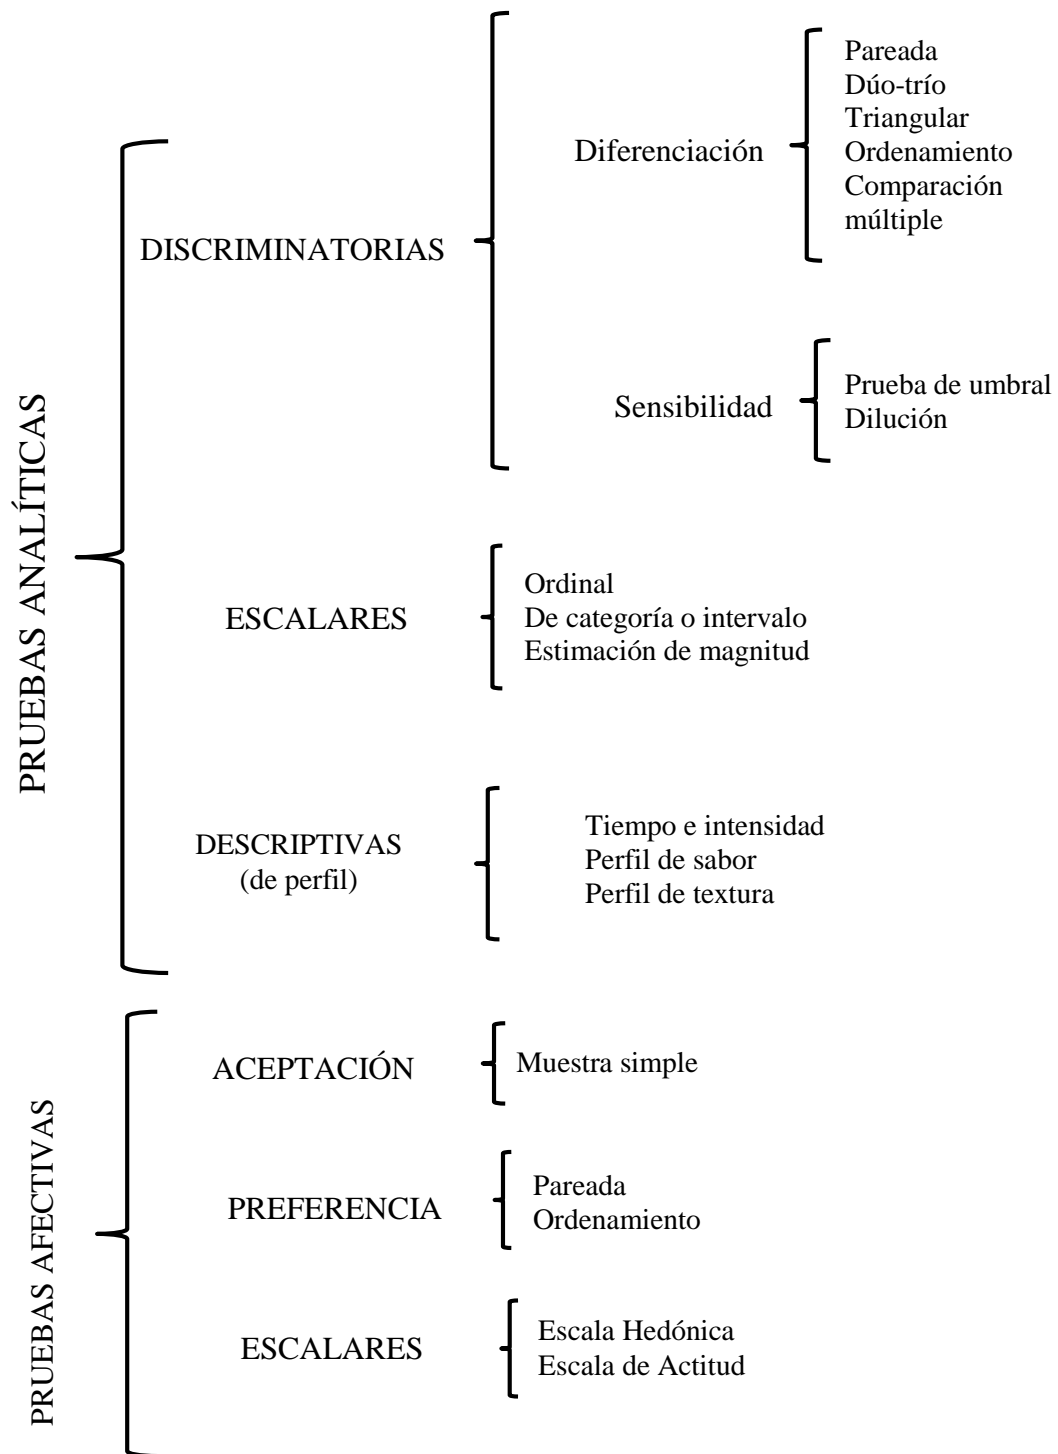 PRUEBAS ANALÍTICAS
DISCRIMINATORIAS
Diferenciación
Pareada
Dúo-trío
Triangular
Ordenamiento
Comparación
múltiple
Sensibilidad
Prueba de umbral
Dilución
ESCALARES
Ordinal
De categoría o intervalo
Estimación de magnitud
DESCRIPTIVAS
(de perfil)
Tiempo e intensidad
Perfil de sabor
Perfil de textura
PRUEBAS AFECTIVAS
ACEPTACIÓN
Muestra simple
PREFERENCIA
Pareada
Ordenamiento
ESCALARES
Escala Hedónica
Escala de Actitud